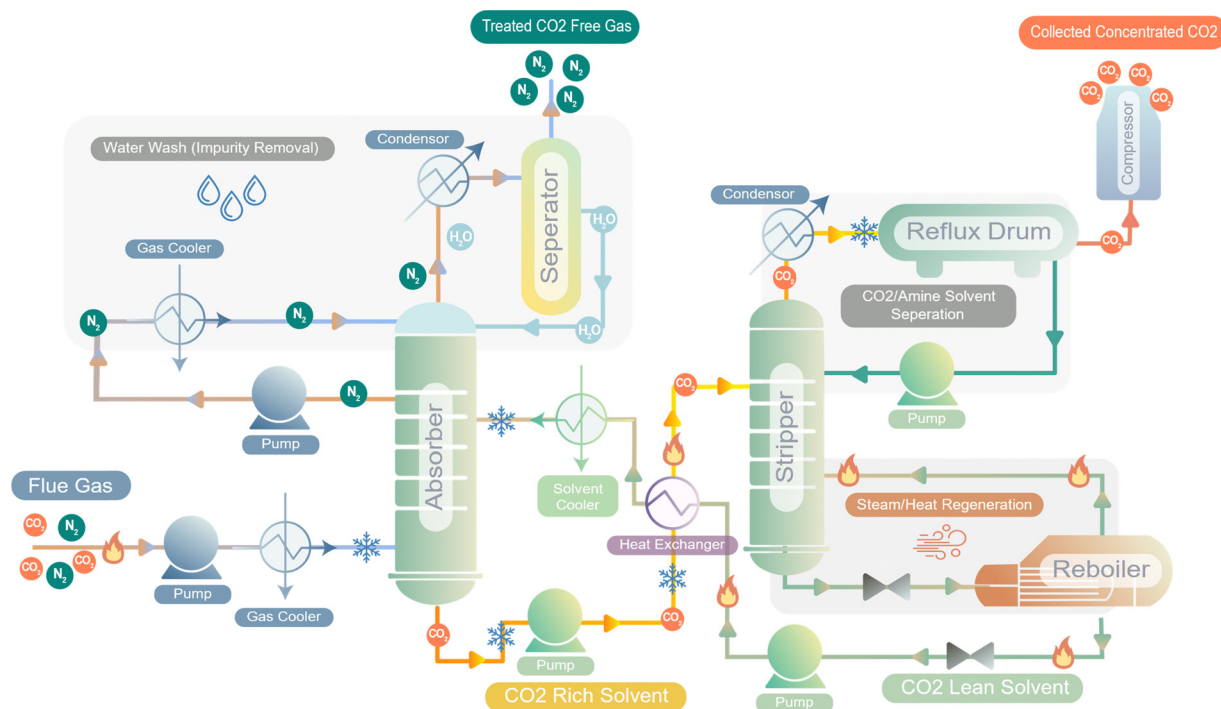 Treated CO2 Free Gas
Collected Concentrated CO2
N2
N2
N2
N2
CO2
CO2
CO2
CO2
Water Wash (Impurity Removal)
Condensor
Seperator
H2O
H2O
H2O
N2
Gas Cooler
N2
N2
N2
Pump
Absorber
Compressor
CO2
Condensor
Reflux Drum
CO2
CO2/Amine Solvent
Seperation
Stripper
Pump
CO2
Solvent
Cooler
Heat Exchanger
Steam/Heat Regeneration
Reboiler
Flue Gas
CO2
N2
CO2
N2
CO2
Pump
Gas Cooler
CO2
Pump
CO2
CO2 Rich Solvent
Pump
CO2 Lean Solvent